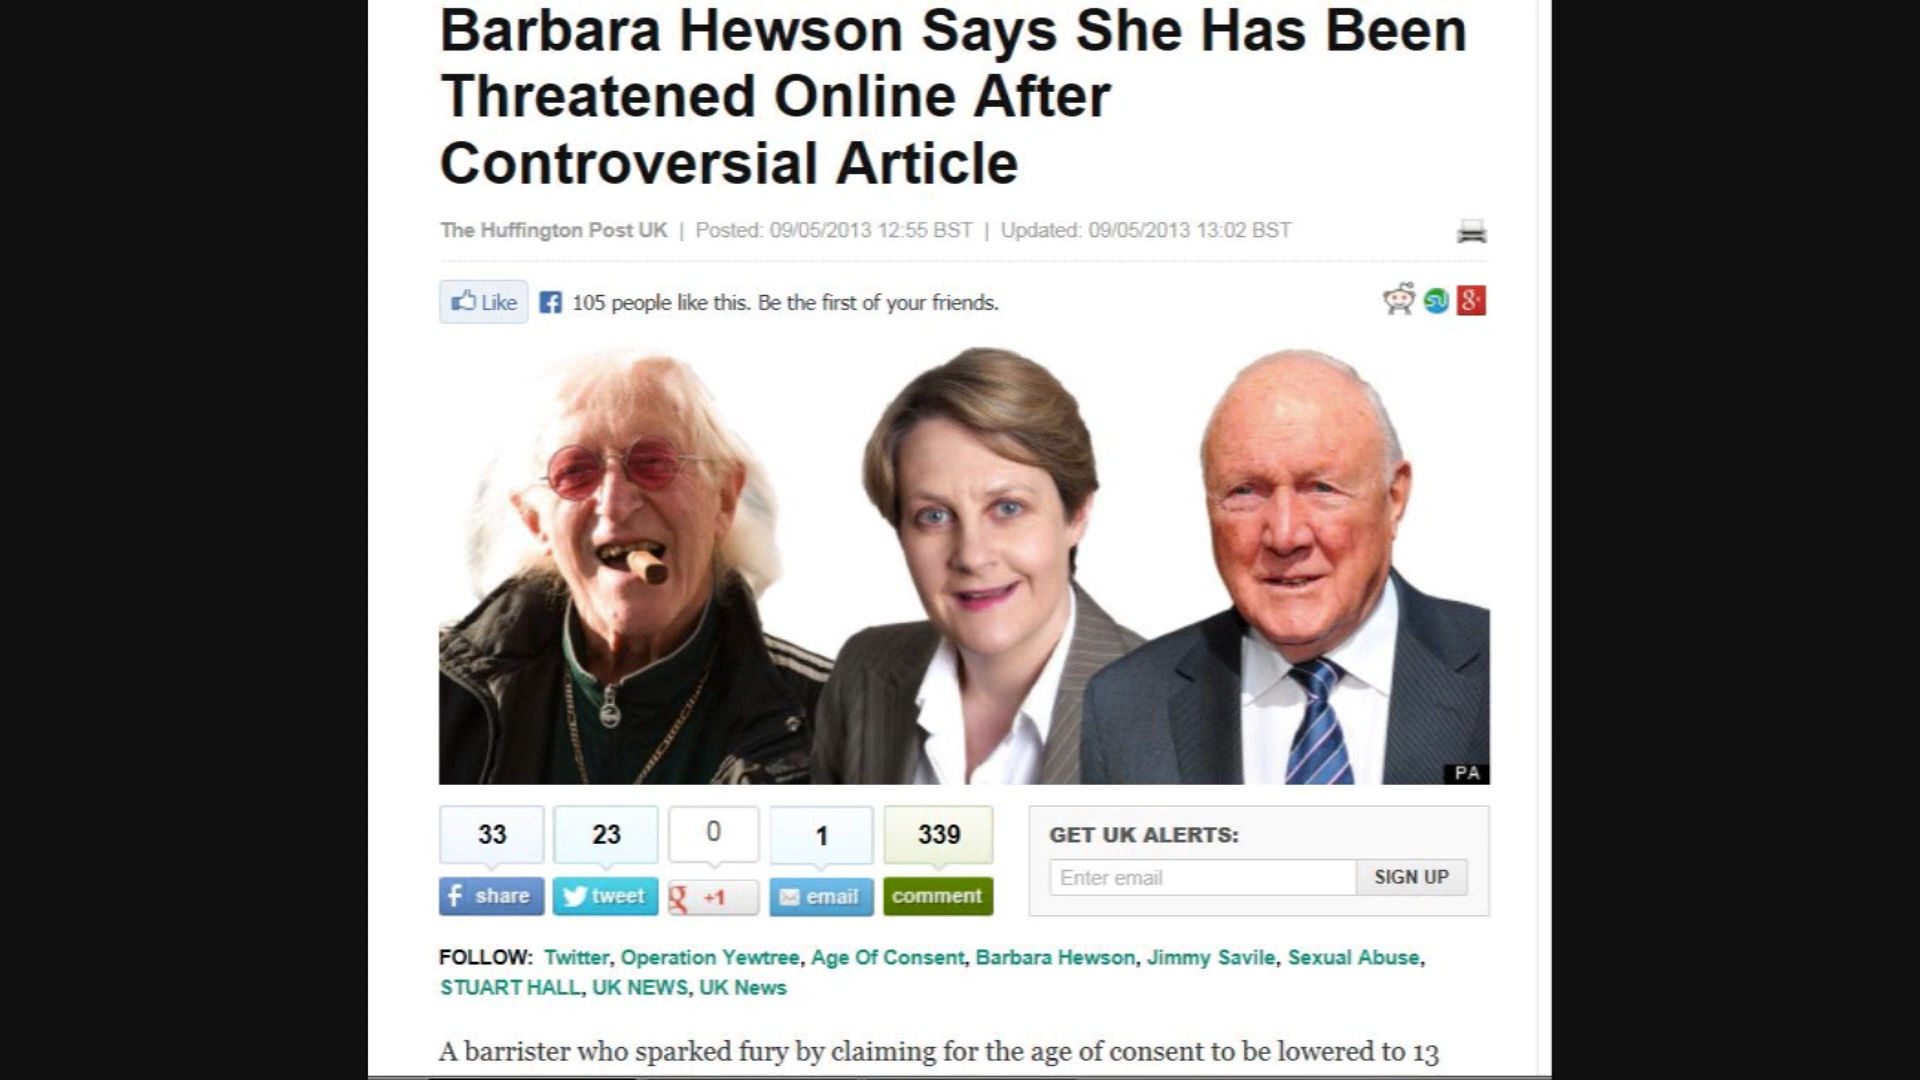 Barbara Hewson Says She Has Been
Threatened Online After
Controversial Article
The Huffington Post UK | Posted: 09/05/2013 12:55 BST | Updated: 09/05/2013 13:02 BST
Like 105 people like this. Be the first of your friends.
PA
33 23 0 1 339
share tweet +1 email comment
GET UK ALERTS:
Enter email SIGN UP
FOLLOW: Twitter, Operation Yewtree, Age Of Consent, Barbara Hewson, Jimmy Savile, Sexual Abuse,
STUART HALL, UK NEWS, UK News
A barrister who sparked fury by claiming for the age of consent to be lowered to 13